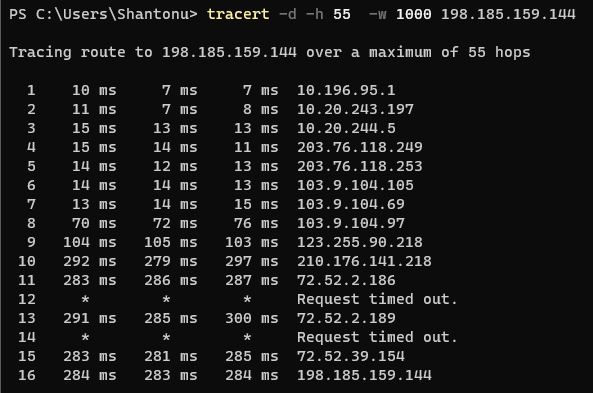 PS C:\Users\Shantonu> tracert -d -h 55 -w 1000 198.185.159.144
Tracing route to 198.185.159.144 over a maximum of 55 hops
1 10 ms 7 ms 7 ms 10.196.95.1
2 11 ms 7 ms 8 ms 10.20.243.197
3 15 ms 13 ms 13 ms 10.20.244.5
4 15 ms 14 ms 11 ms 203.76.118.249
5 14 ms 12 ms 13 ms 203.76.118.253
6 14 ms 14 ms 13 ms 103.9.104.105
7 13 ms 14 ms 15 ms 103.9.104.69
8 70 ms 72 ms 76 ms 103.9.104.97
9 104 ms 105 ms 103 ms 123.255.90.218
10 292 ms 279 ms 297 ms 210.176.141.218
11 283 ms 286 ms 287 ms 72.52.2.186
12 * * * Request timed out.
13 291 ms 285 ms 300 ms 72.52.2.189
14 * * * Request timed out.
15 283 ms 281 ms 285 ms 72.52.39.154
16 284 ms 283 ms 284 ms 198.185.159.144